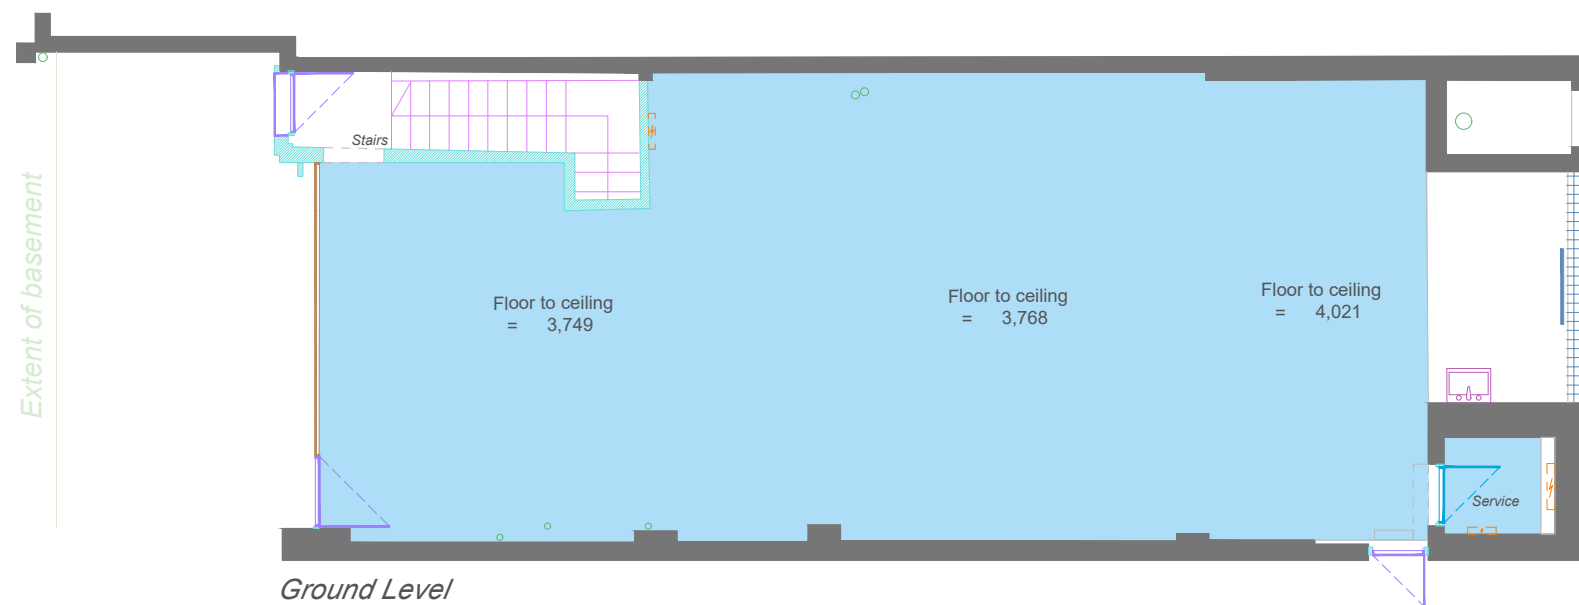 Stairs
Extent of basement
Floor to ceiling
= 3,749
Floor to ceiling
= 3,768
Floor to ceiling
= 4,021
Service
Ground Level